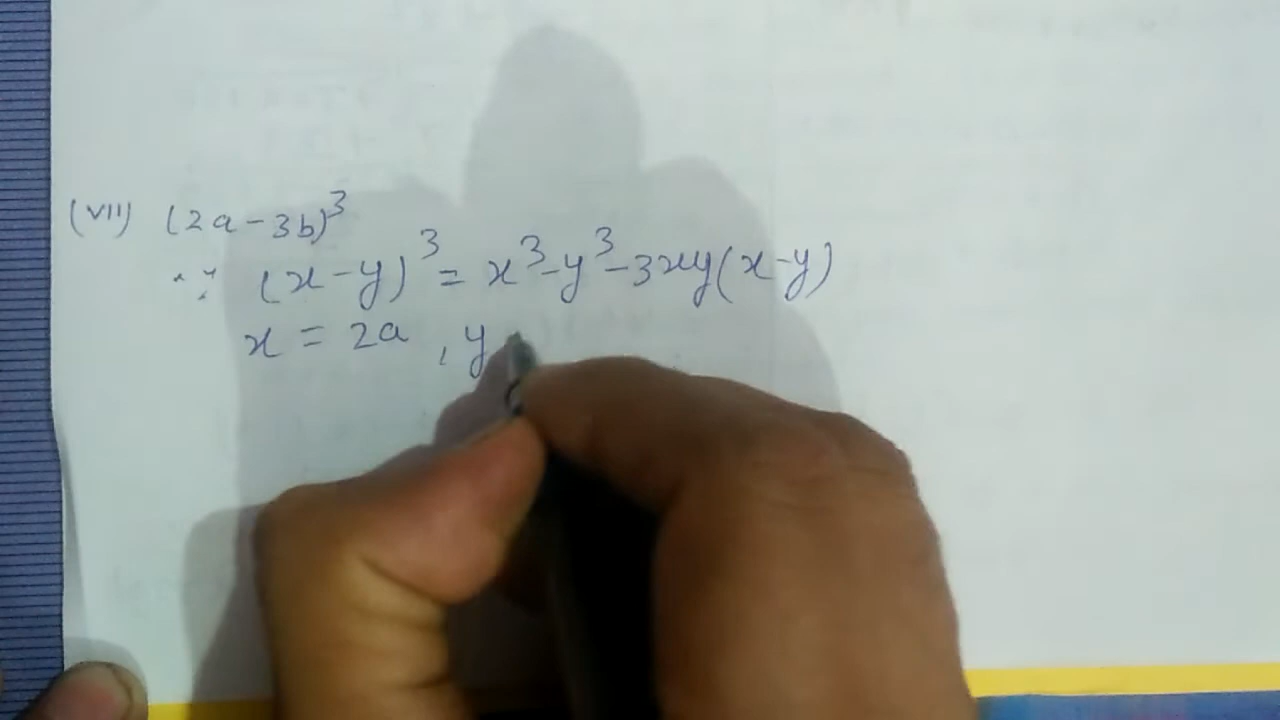 (VII) (2a-3b)³
∵ (x-y)³ = x³-y³-3xy(x-y)
x = 2a , y